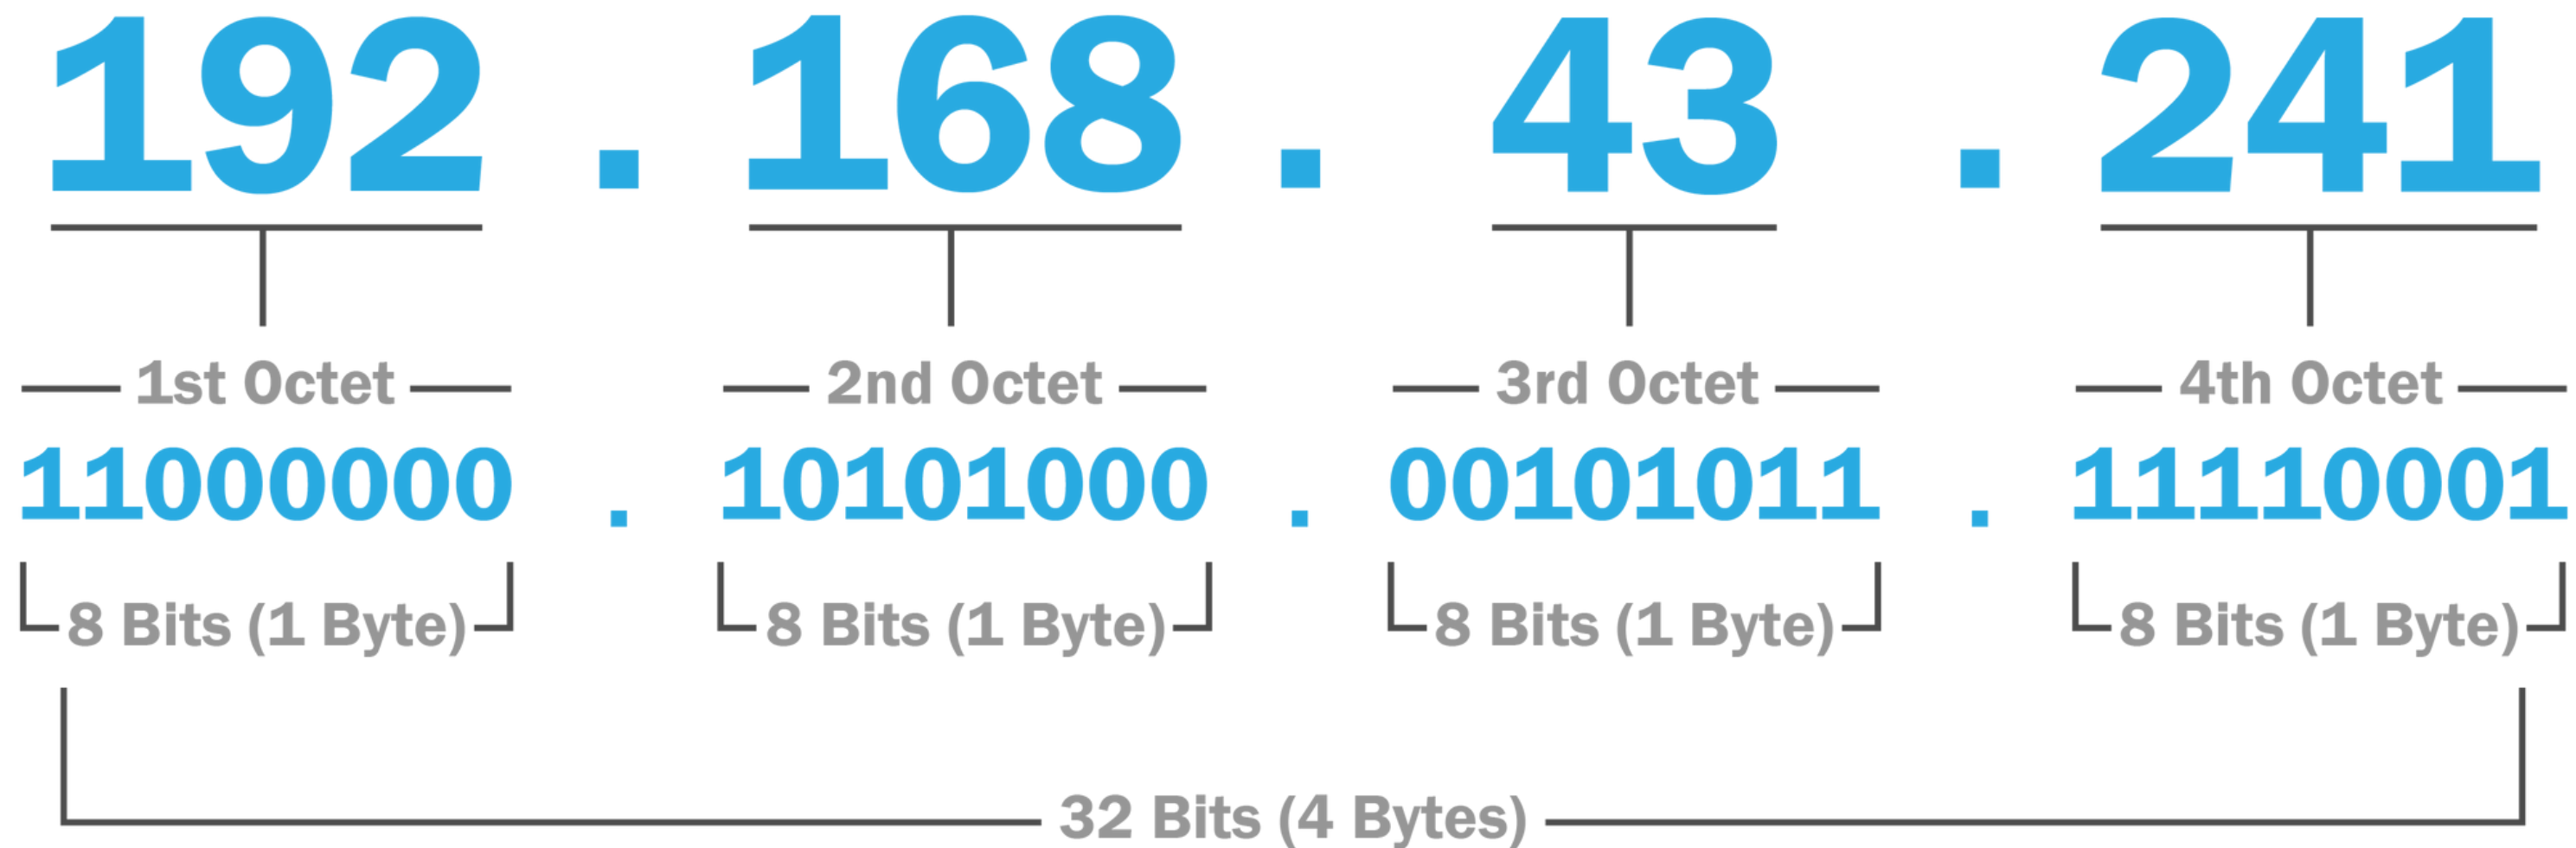 192 . 168 . 43 . 241
1st Octet 2nd Octet 3rd Octet 4th Octet
11000000 . 10101000 . 00101011 . 11110001
8 Bits (1 Byte) 8 Bits (1 Byte) 8 Bits (1 Byte) 8 Bits (1 Byte)
32 Bits (4 Bytes)